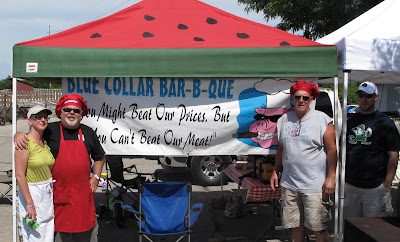 BLUE COLLAR BAR-B-QUE
You Might Beat Our Prices. But
You Can't Beat Our Meat!"